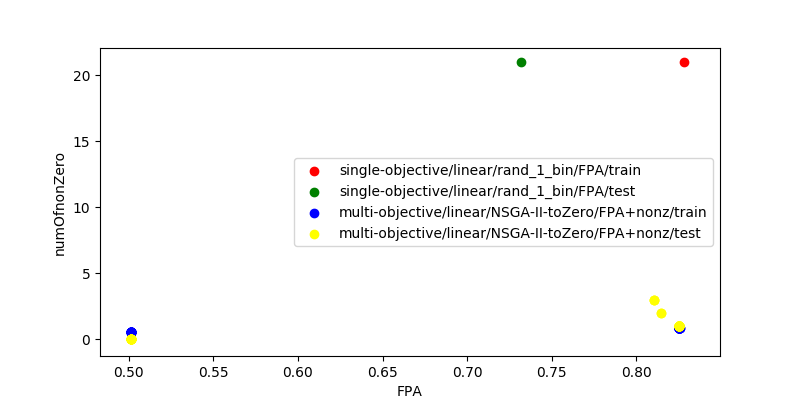 20
15
10
5
0
numOfnonZero
single-objective/linear/rand_1_bin/FPA/train
single-objective/linear/rand_1_bin/FPA/test
multi-objective/linear/NSGA-II-toZero/FPA+nonz/train
multi-objective/linear/NSGA-II-toZero/FPA+nonz/test
0.50 0.55 0.60 0.65 0.70 0.75 0.80
FPA